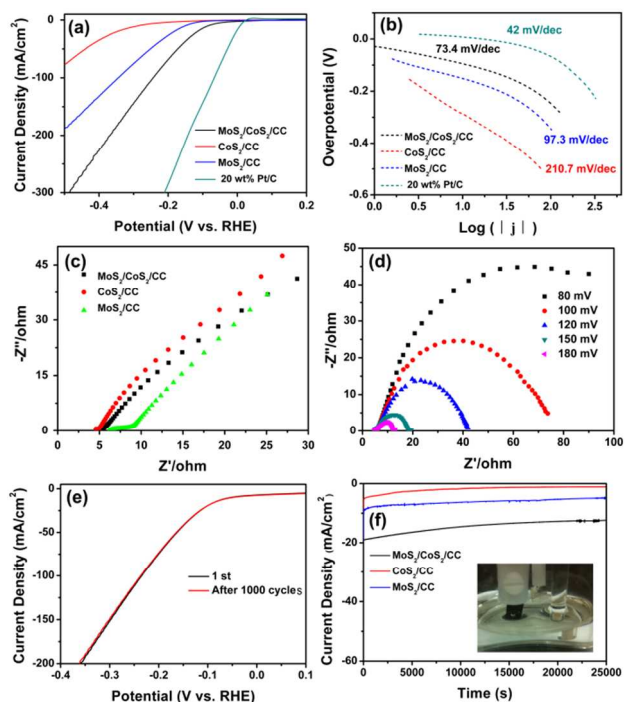 (a)
Current Density (mA/cm²)
0
-100
-200
-300
-0.4
-0.2
0.0
0.2
Potential (V vs. RHE)
MoS₂/CoS₂/CC
CoS₂/CC
MoS₂/CC
20 wt% Pt/C
(b)
Overpotential (V)
0.0
-0.2
-0.4
-0.6
0.0
0.5
1.0
1.5
2.0
2.5
Log (|j|)
42 mV/dec
73.4 mV/dec
97.3 mV/dec
210.7 mV/dec
MoS₂/CoS₂/CC
CoS₂/CC
MoS₂/CC
20 wt% Pt/C
(c)
-Z''/ohm
45
30
15
0
0
5
10
15
20
25
30
Z'/ohm
MoS₂/CoS₂/CC
CoS₂/CC
MoS₂/CC
(d)
-Z''/ohm
50
40
30
20
10
0
0
20
40
60
80
100
Z'/ohm
80 mV
100 mV
120 mV
150 mV
180 mV
(e)
Current Density (mA/cm²)
0
-50
-100
-150
-200
-0.4
-0.3
-0.2
-0.1
0.0
0.1
Potential (V vs. RHE)
1 st
After 1000 cycles
(f)
Current Density (mA/cm²)
0
-20
-40
-60
0
5000
10000
15000
20000
25000
Time (s)
MoS₂/CoS₂/CC
CoS₂/CC
MoS₂/CC